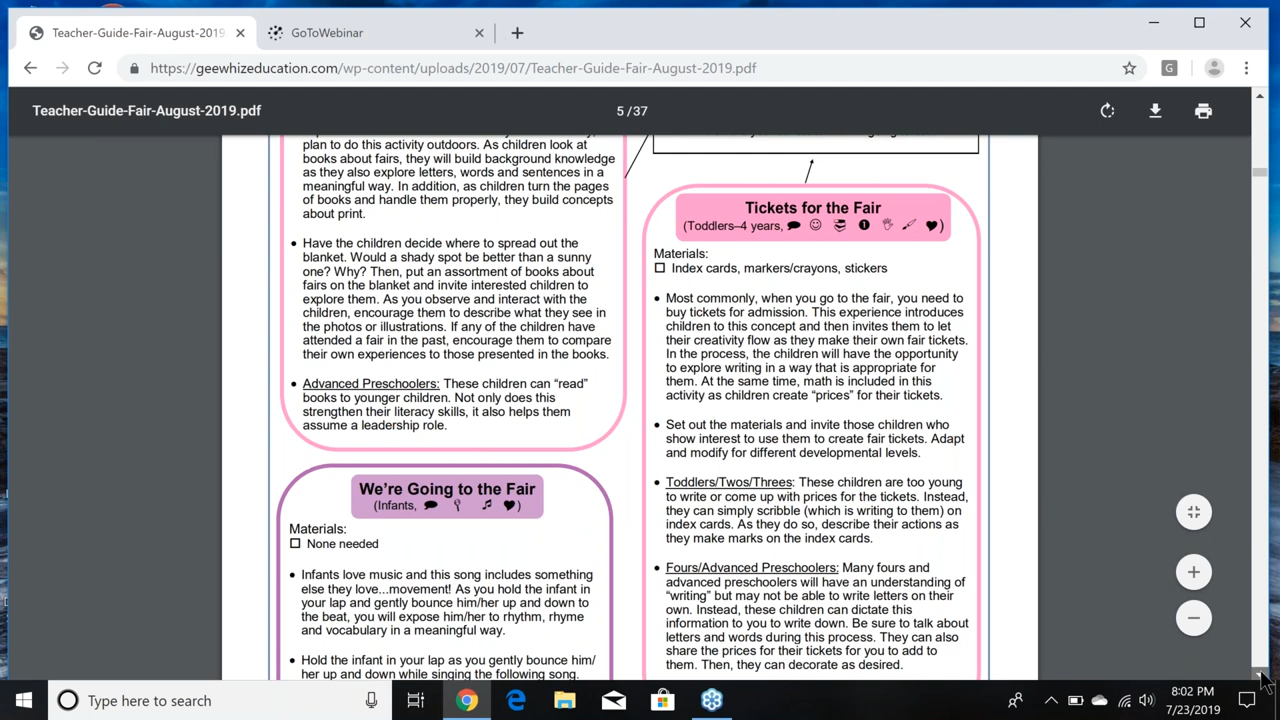 Teacher-Guide-Fair-August-2019
GoToWebinar
https://geewhizeducation.com/wp-content/uploads/2019/07/Teacher-Guide-Fair-August-2019.pdf
G
Teacher-Guide-Fair-August-2019.pdf
5 / 37
plan to do this activity outdoors. As children look at
books about fairs, they will build background knowledge
as they also explore letters, words and sentences in a
meaningful way. In addition, as children turn the pages
of books and handle them properly, they build concepts
about print.
• Have the children decide where to spread out the
blanket. Would a shady spot be better than a sunny
one? Why? Then, put an assortment of books about
fairs on the blanket and invite interested children to
explore them. As you observe and interact with the
children, encourage them to describe what they see in
the photos or illustrations. If any of the children have
attended a fair in the past, encourage them to compare
their own experiences to those presented in the books.
• Advanced Preschoolers: These children can “read”
books to younger children. Not only does this
strengthen their literacy skills, it also helps them
assume a leadership role.
We’re Going to the Fair
(Infants, )
Materials:
None needed
• Infants love music and this song includes something
else they love...movement! As you hold the infant in
your lap and gently bounce him/her up and down to
the beat, you will expose him/her to rhythm, rhyme
and vocabulary in a meaningful way.
• Hold the infant in your lap as you gently bounce him/
her up and down while singing the following song.
Tickets for the Fair
(Toddlers–4 years, )
Materials:
Index cards, markers/crayons, stickers
• Most commonly, when you go to the fair, you need to
buy tickets for admission. This experience introduces
children to this concept and then invites them to let
their creativity flow as they make their own fair tickets.
In the process, the children will have the opportunity
to explore writing in a way that is appropriate for
them. At the same time, math is included in this
activity as children create “prices” for their tickets.
• Set out the materials and invite those children who
show interest to use them to create fair tickets. Adapt
and modify for different developmental levels.
• Toddlers/Twos/Threes: These children are too young
to write or come up with prices for the tickets. Instead,
they can simply scribble (which is writing to them) on
index cards. As they do so, describe their actions as
they make marks on the index cards.
• Fours/Advanced Preschoolers: Many fours and
advanced preschoolers will have an understanding of
“writing” but may not be able to write letters on their
own. Instead, these children can dictate this
information to you to write down. Be sure to talk about
letters and words during this process. They can also
share the prices for their tickets for you to add to
them. Then, they can decorate as desired.
Type here to search
8:02 PM
7/23/2019